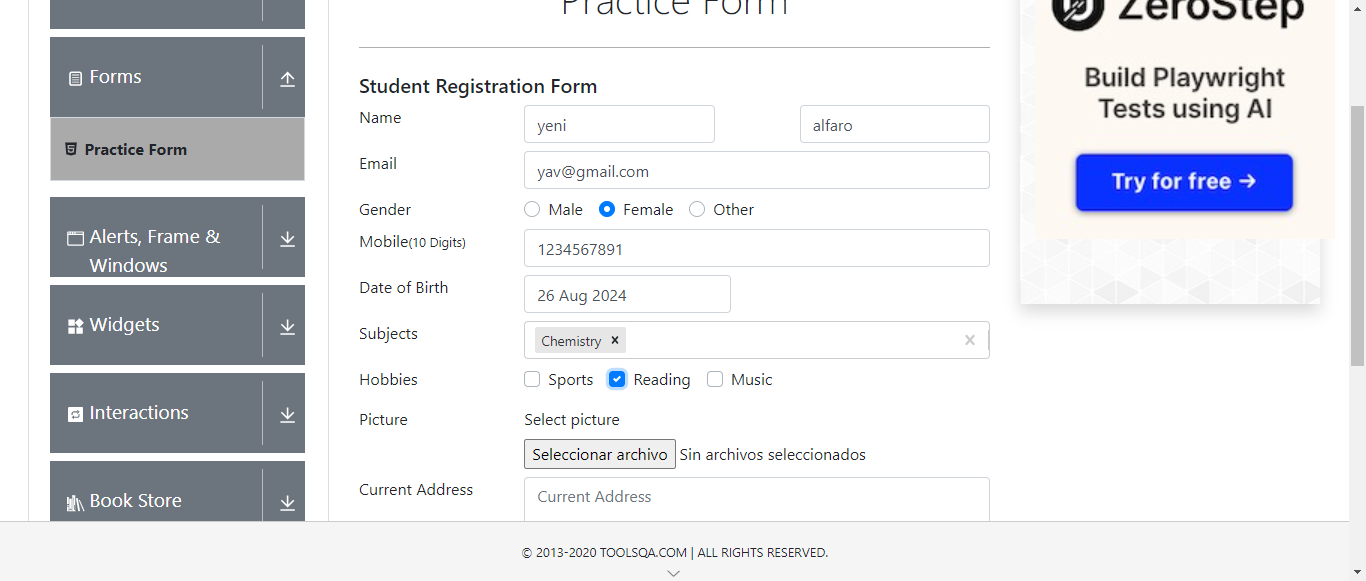 Practice Form
Forms
Practice Form
Alerts, Frame &
Windows
Widgets
Interactions
Book Store
Student Registration Form
Name
yeni
alfaro
Email
yav@gmail.com
Gender
Male
Female
Other
Mobile(10 Digits)
1234567891
Date of Birth
26 Aug 2024
Subjects
Chemistry
Hobbies
Sports
Reading
Music
Picture
Select picture
Seleccionar archivo Sin archivos seleccionados
Current Address
Current Address
ZeroStep
Build Playwright
Tests using AI
Try for free →
© 2013-2020 TOOLSQA.COM | ALL RIGHTS RESERVED.